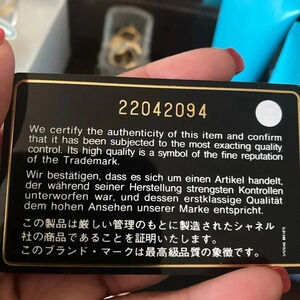 22042094
We certify the authenticity of this item and confirm
that it has been subjected to the most exacting quality
control. Its high quality is a symbol of the fine reputation
of the Trademark.
Wir bestätigen, dass es sich um einen Artikel handelt,
der während seiner Herstellung strengsten Kontrollen
unterworfen war, und dessen erstklassige Qualität
dem hohen Ansehen unserer Marke entspricht.
この製品は厳しい管理のもとに製造されたシャネル
社の商品であることを証明いたします。
このブランド・マークは最高級品質の象徴です。